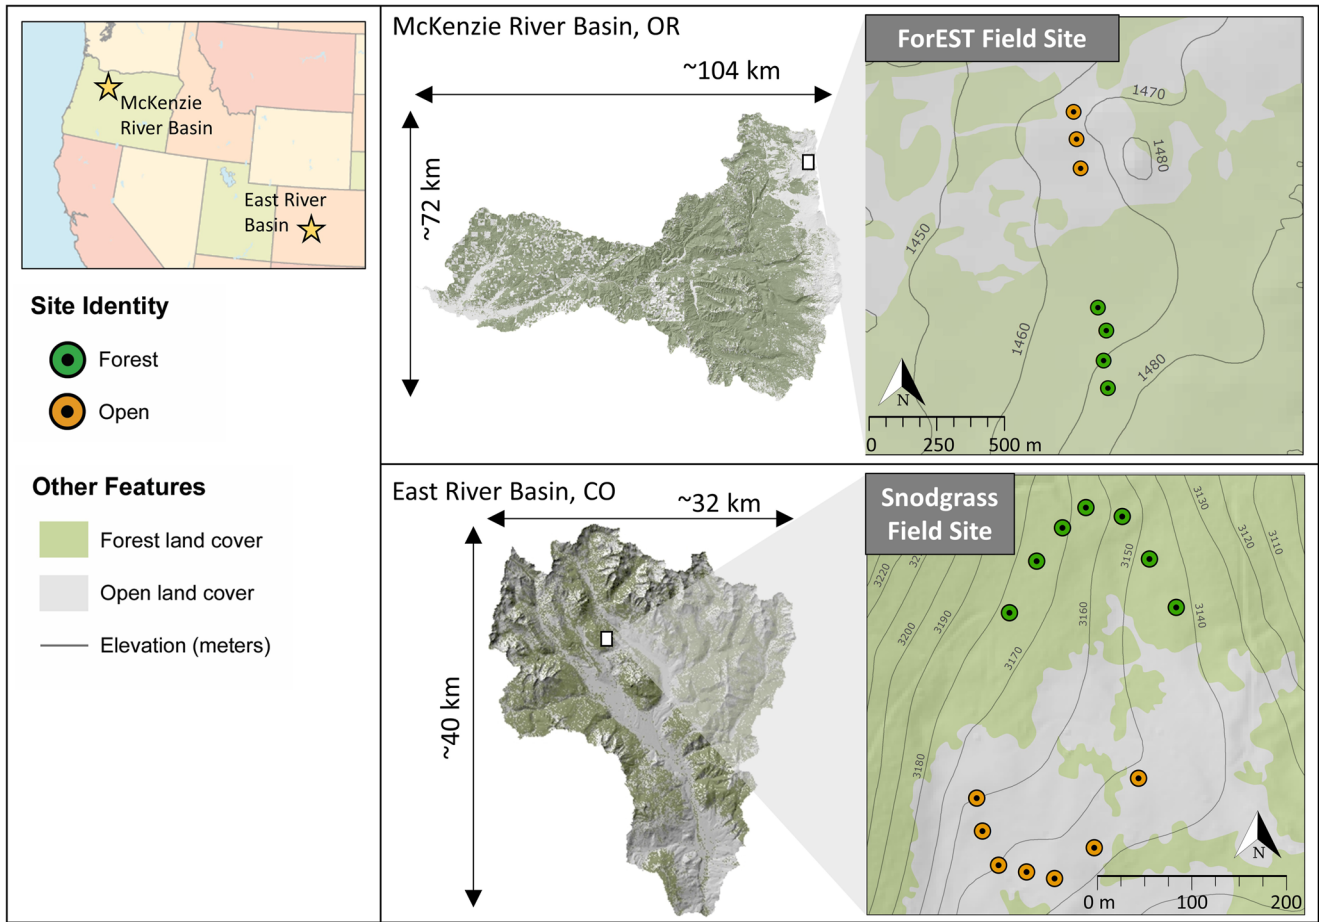 McKenzie
River Basin
East River
Basin
Site Identity
Forest
Open
Other Features
Forest land cover
Open land cover
Elevation (meters)
McKenzie River Basin, OR
~104 km
~72 km
ForEST Field Site
1470
1480
1450
1460
1480
N
0 250 500 m
East River Basin, CO
~32 km
~40 km
Snodgrass
Field Site
3130
3120
3110
3150
3220
3200
3190
3160
3140
3170
3180
N
0 m 100 200